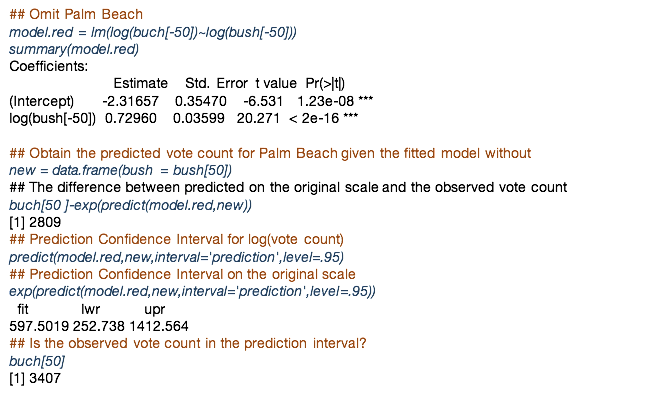 ## Omit Palm Beach
model.red = lm(log(buch[-50])~log(bush[-50]))
summary(model.red)
Coefficients:
Estimate Std. Error t value Pr(>|t|)
(Intercept) -2.31657 0.35470 -6.531 1.23e-08 ***
log(bush[-50]) 0.72960 0.03599 20.271 < 2e-16 ***
## Obtain the predicted vote count for Palm Beach given the fitted model without
new = data.frame(bush = bush[50])
## The difference between predicted on the original scale and the observed vote count
buch[50 ]-exp(predict(model.red,new))
[1] 2809
## Prediction Confidence Interval for log(vote count)
predict(model.red,new,interval='prediction',level=.95)
## Prediction Confidence Interval on the original scale
exp(predict(model.red,new,interval='prediction',level=.95))
fit lwr upr
597.5019 252.738 1412.564
## Is the observed vote count in the prediction interval?
buch[50]
[1] 3407